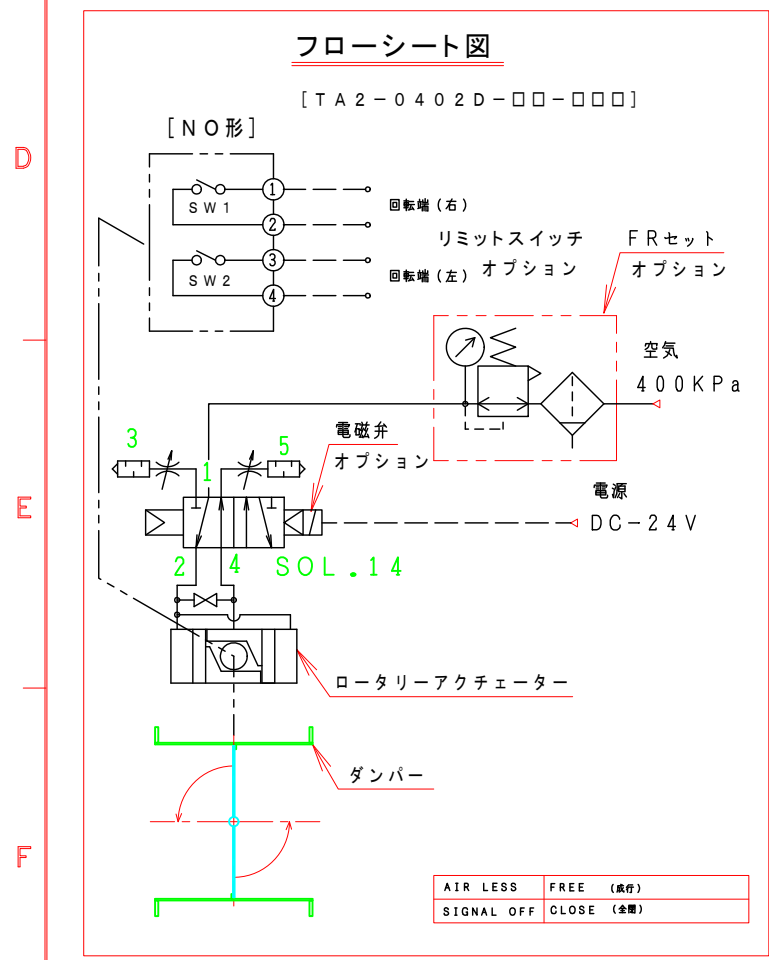 フローシート図
[TA2-0402D-□□-□□□]
[NO形]
D
SW1
1
2
回転端(右)
SW2
3
4
回転端(左)
リミットスイッチ
オプション
FRセット
オプション
空気
400KPa
電磁弁
オプション
3
1
5
E
電源
DC-24V
2
4
SOL.14
ロータリーアクチェーター
ダンパー
F
AIR LESS FREE (成行)
SIGNAL OFF CLOSE (全閉)